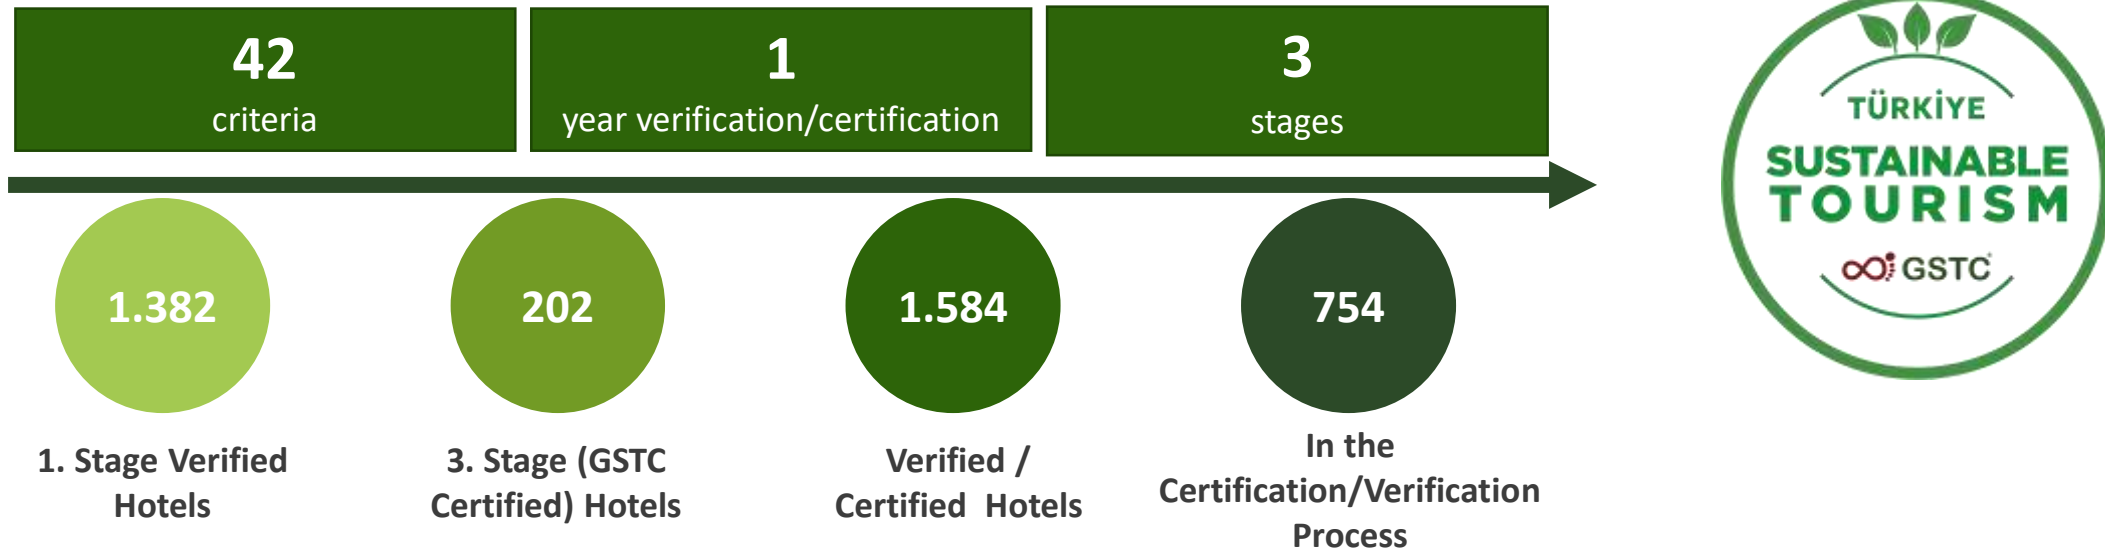 42
criteria
1
year verification/certification
3
stages
TÜRKİYE
SUSTAINABLE
TOURISM
GSTC
1.382
202
1.584
754
1. Stage Verified
Hotels
3. Stage (GSTC
Certified) Hotels
Verified /
Certified Hotels
In the
Certification/Verification
Process